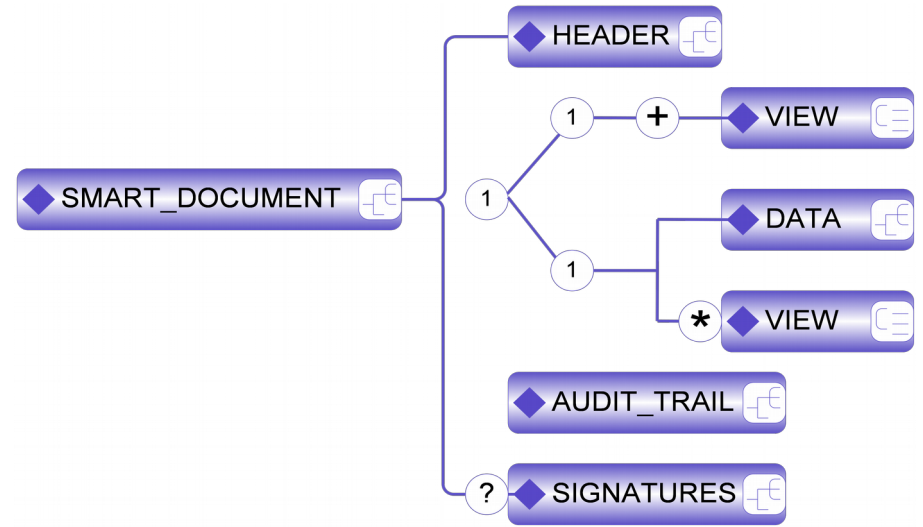 HEADER
1
+
VIEW
SMART_DOCUMENT
1
DATA
1
*
VIEW
AUDIT_TRAIL
?
SIGNATURES